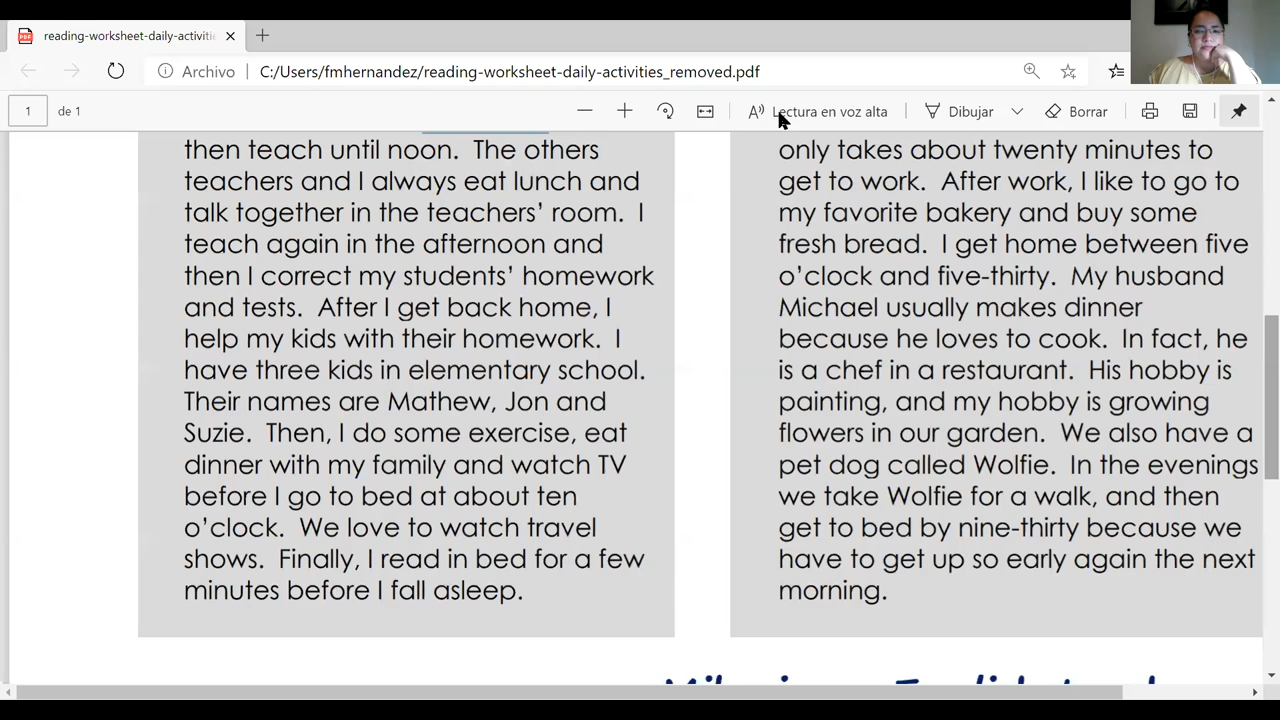 reading-worksheet-daily-activiti
Archivo C:/Users/fmhernandez/reading-worksheet-daily-activities_removed.pdf
1 de 1 Lectura en voz alta Dibujar Borrar
then teach until noon. The others
teachers and I always eat lunch and
talk together in the teachers’ room. I
teach again in the afternoon and
then I correct my students’ homework
and tests. After I get back home, I
help my kids with their homework. I
have three kids in elementary school.
Their names are Mathew, Jon and
Suzie. Then, I do some exercise, eat
dinner with my family and watch TV
before I go to bed at about ten
o’clock. We love to watch travel
shows. Finally, I read in bed for a few
minutes before I fall asleep.
only takes about twenty minutes to
get to work. After work, I like to go to
my favorite bakery and buy some
fresh bread. I get home between five
o’clock and five-thirty. My husband
Michael usually makes dinner
because he loves to cook. In fact, he
is a chef in a restaurant. His hobby is
painting, and my hobby is growing
flowers in our garden. We also have a
pet dog called Wolfie. In the evenings
we take Wolfie for a walk, and then
get to bed by nine-thirty because we
have to get up so early again the next
morning.